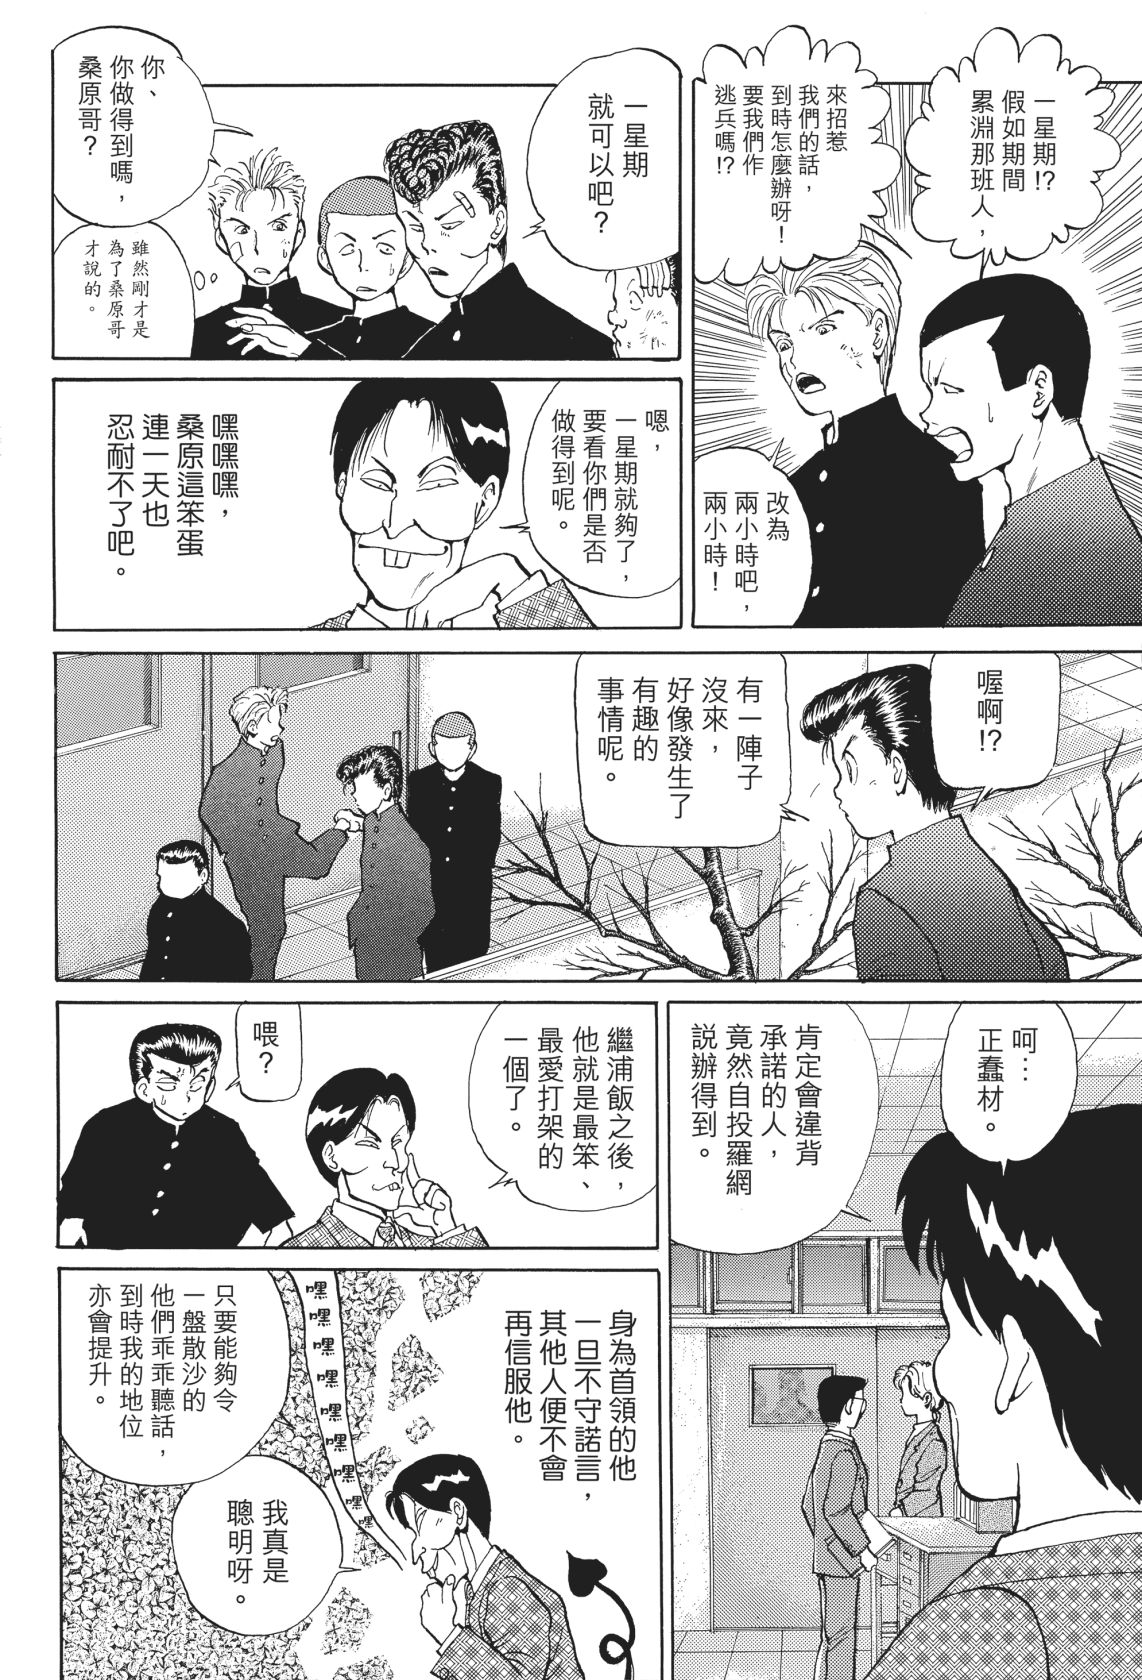 一星期!?
假如期間
累淵那班人，
來招惹
我們的話，
到時怎麼辦呀！
要我們作
逃兵嗎!?
改為
兩小時吧，
兩小時！
一星期
就可以吧？
你、
你做得到嗎，
桑原哥？
雖然剛才是
為了桑原哥
才說的。
嗯，
一星期就夠了，
要看你們是否
做得到呢。
嘿嘿嘿，
桑原這笨蛋
連一天也
忍耐不了吧。
喔啊!?
有一陣子
沒來，
好像發生了
有趣的
事情呢。
呵…
正蠢材。
肯定會違背
承諾的人，
竟然自投羅網
説辦得到。
繼浦飯之後，
他就是最笨、
最愛打架的
一個了。
喂？
身為首領的他
一旦不守諾言，
其他人便不會
再信服他。
嘿嘿嘿嘿嘿嘿嘿嘿嘿
只要能夠令
一盤散沙的
他們乖乖聽話，
到時我的地位
亦會提升。
我真是
聰明呀。